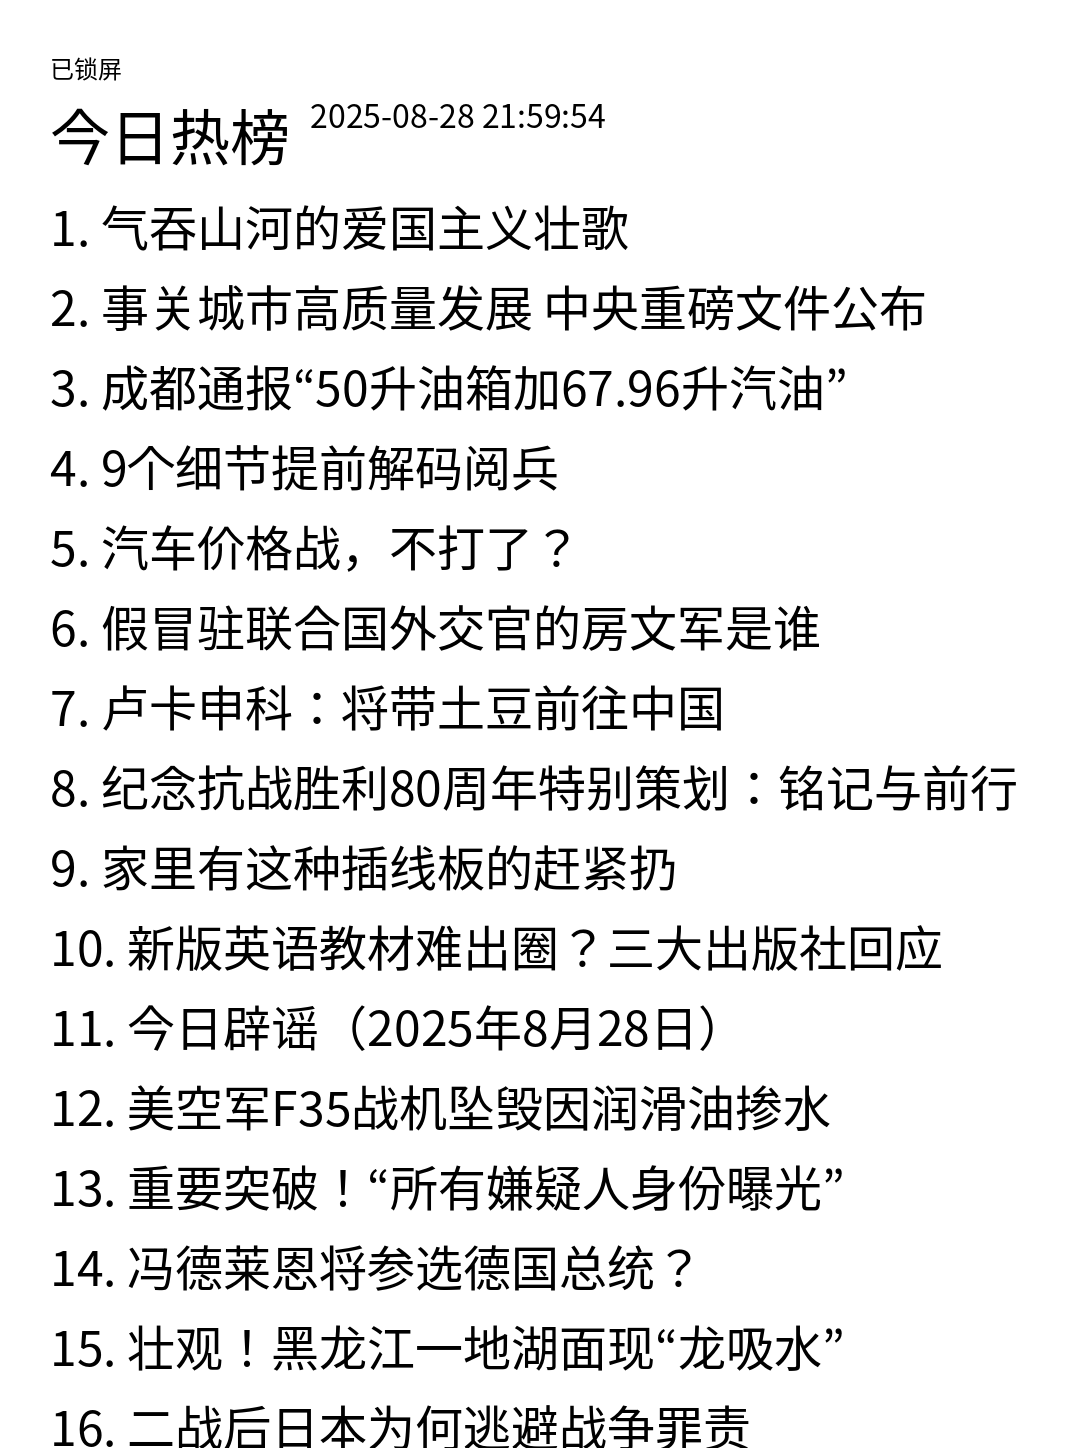 已锁屏
今日热榜 2025-08-28 21:59:54
1. 气吞山河的爱国主义壮歌
2. 事关城市高质量发展 中央重磅文件公布
3. 成都通报“50升油箱加67.96升汽油”
4. 9个细节提前解码阅兵
5. 汽车价格战，不打了？
6. 假冒驻联合国外交官的房文军是谁
7. 卢卡申科：将带土豆前往中国
8. 纪念抗战胜利80周年特别策划：铭记与前行
9. 家里有这种插线板的赶紧扔
10. 新版英语教材难出圈？三大出版社回应
11. 今日辟谣（2025年8月28日）
12. 美空军F35战机坠毁因润滑油掺水
13. 重要突破！“所有嫌疑人身份曝光”
14. 冯德莱恩将参选德国总统？
15. 壮观！黑龙江一地湖面现“龙吸水”
16. 二战后日本为何逃避战争罪责